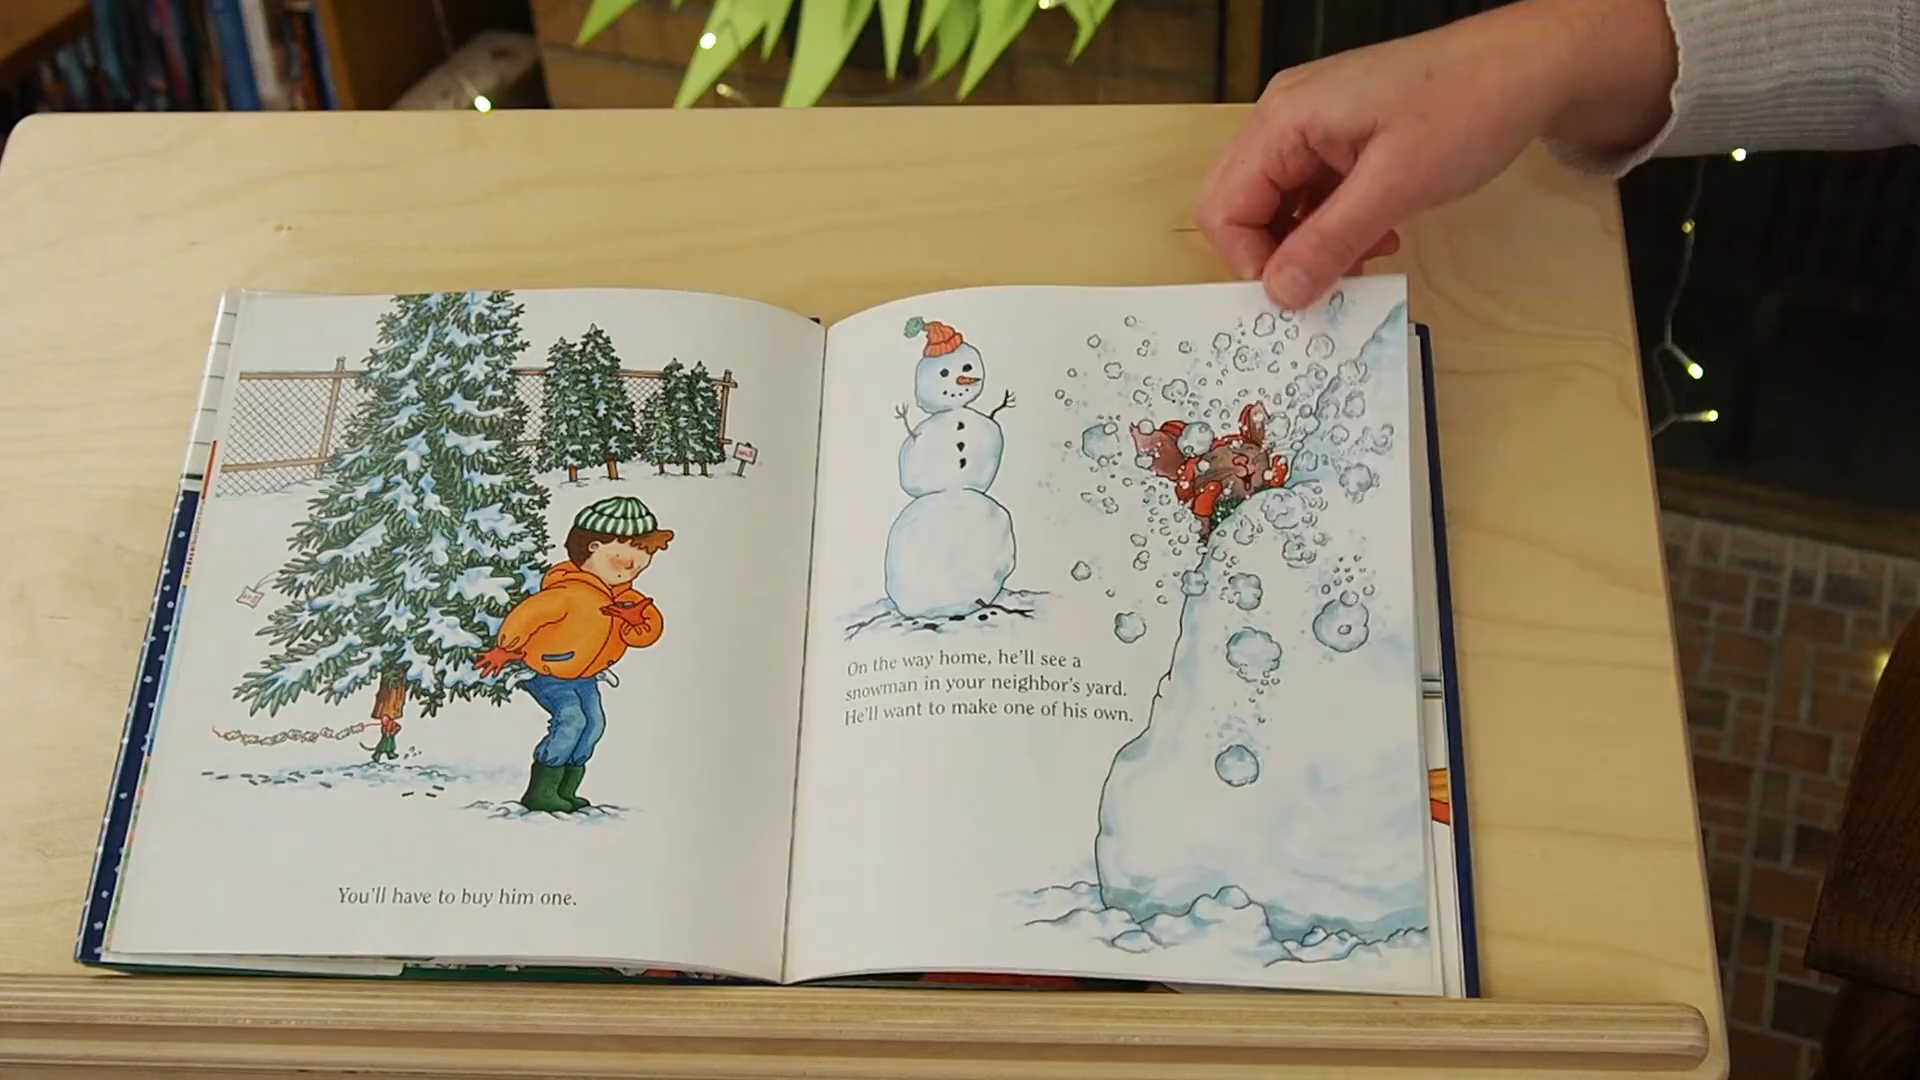 You'll have to buy him one.
On the way home, he'll see a
snowman in your neighbor's yard.
He'll want to make one of his own.